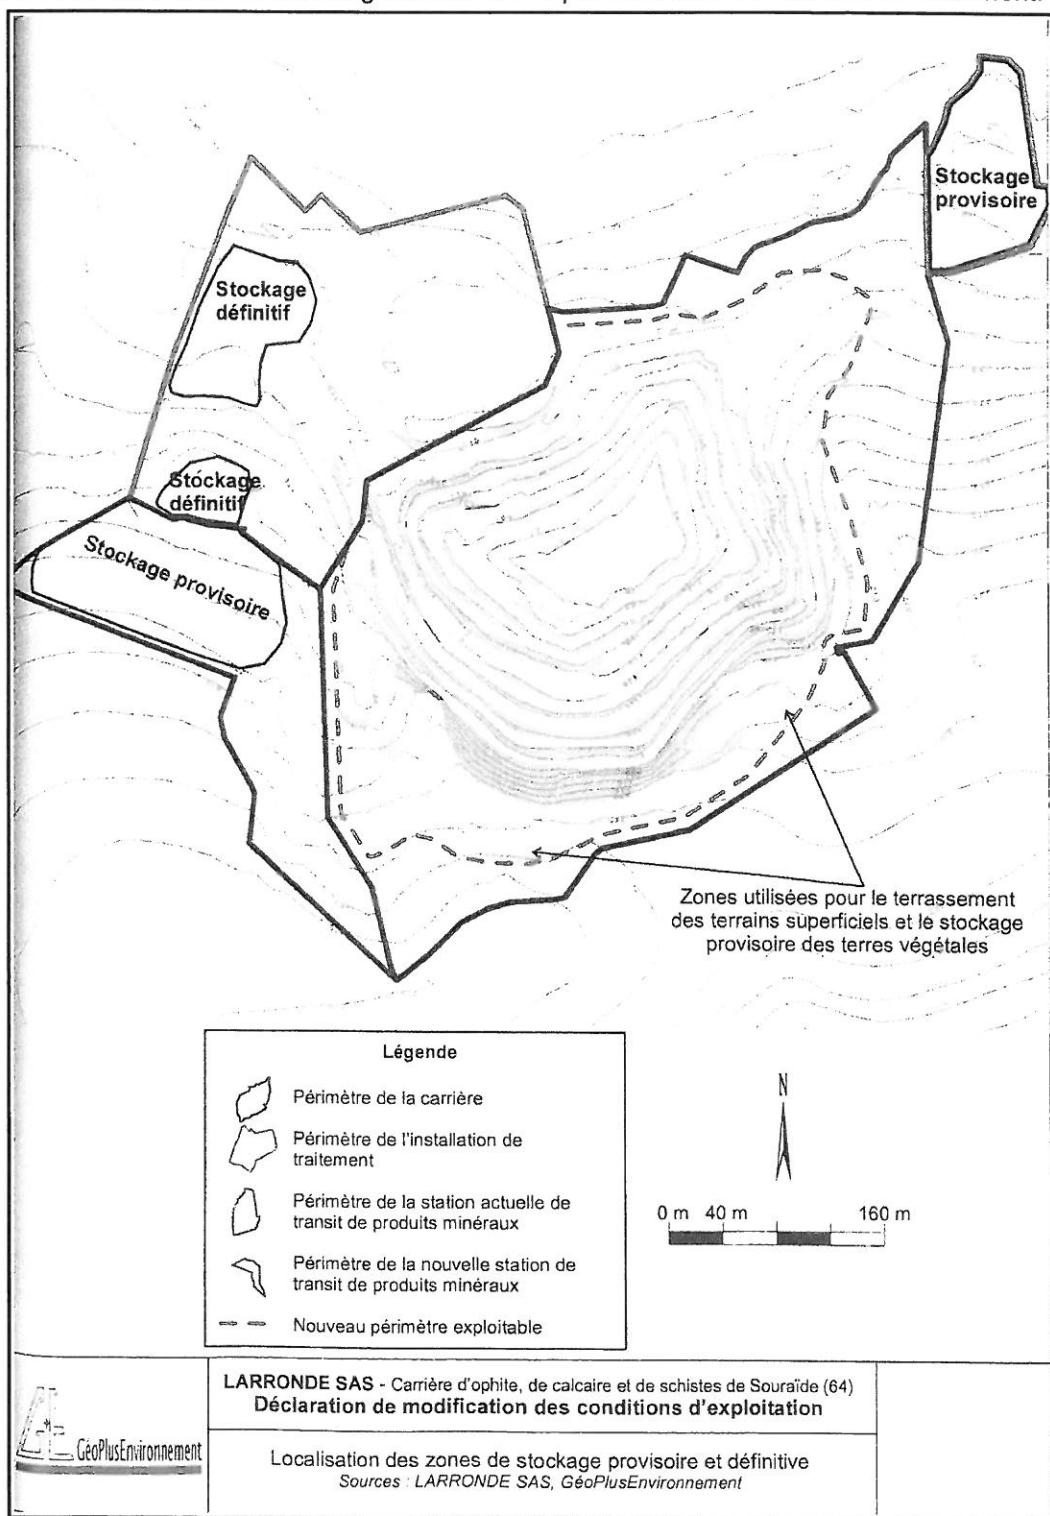 Stockage
provisoire
Stockage
définitif
Stockage
définitif
Stockage provisoire
Zones utilisées pour le terrassement
des terrains superficiels et le stockage
provisoire des terres végétales
Légende
Périmètre de la carrière
Périmètre de l'installation de
traitement
Périmètre de la station actuelle de
transit de produits minéraux
Périmètre de la nouvelle station de
transit de produits minéraux
Nouveau périmètre exploitable
N
0 m 40 m 160 m
LARRONDE SAS - Carrière d'ophite, de calcaire et de schistes de Souraïde (64)
Déclaration de modification des conditions d'exploitation
GéoPlusEnvironnement
Localisation des zones de stockage provisoire et définitive
Sources : LARRONDE SAS, GéoPlusEnvironnement